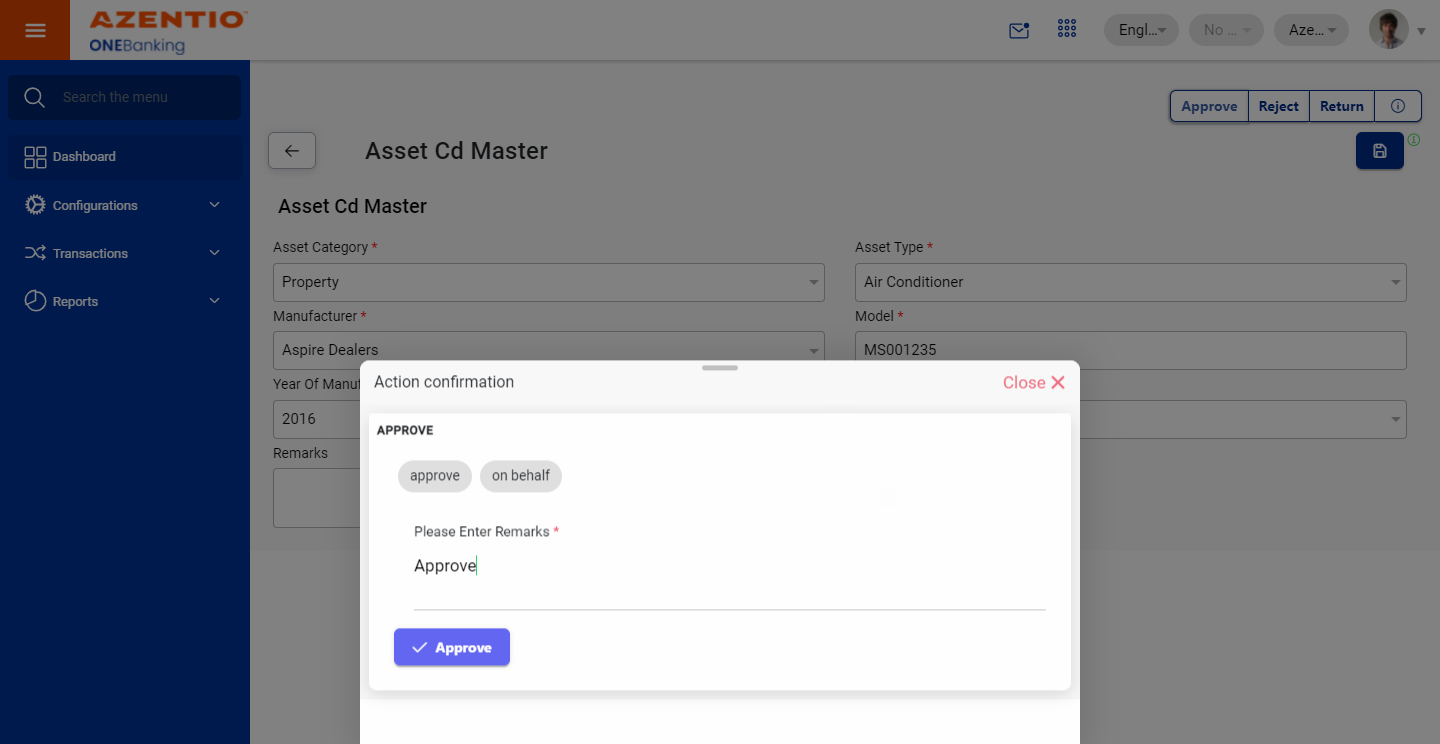 AZENTIO
ONEBanking
Engl...
No ...
Aze...
Search the menu
Dashboard
Configurations
Transactions
Reports
Approve Reject Return
Asset Cd Master
Asset Cd Master
Asset Category * Asset Type *
Property Air Conditioner
Manufacturer * Model *
Aspire Dealers MS001235
Year Of Manuf
2016
Remarks
Action confirmation Close
APPROVE
approve on behalf
Please Enter Remarks *
Approve
Approve